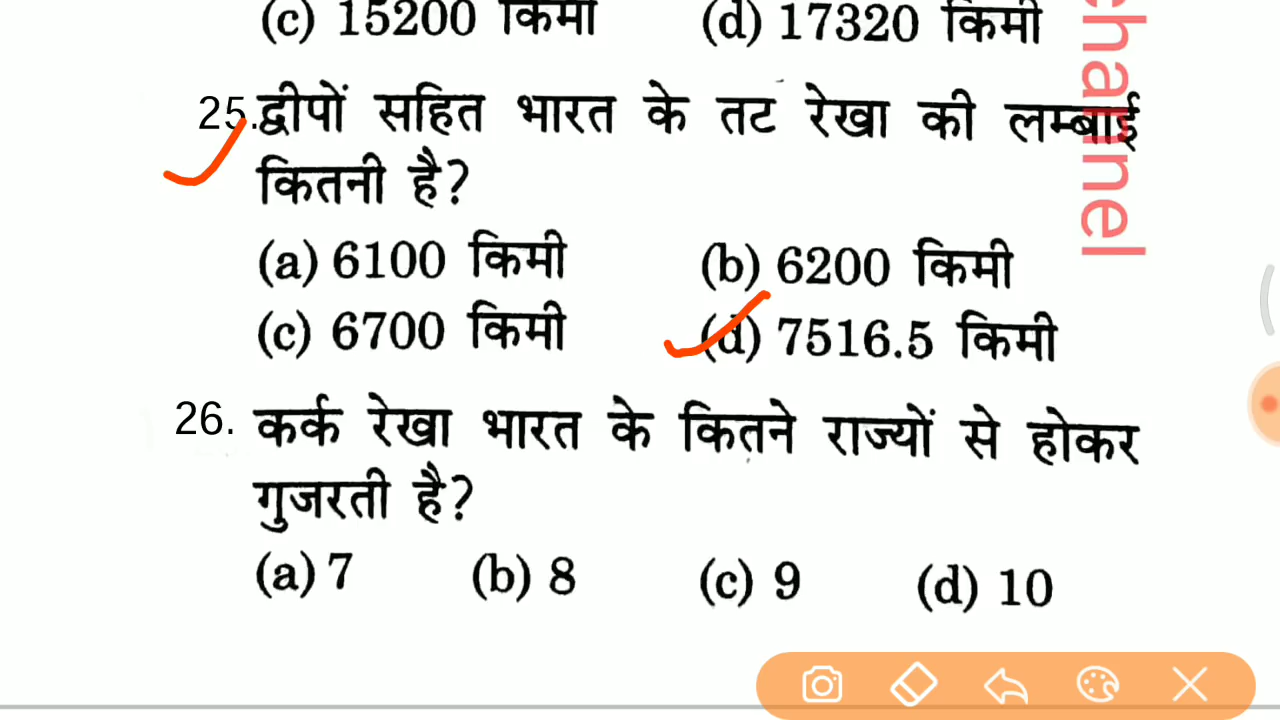 (c) 15200 किमी (d) 17320 किमी
channel
25. द्वीपों सहित भारत के तट रेखा की लम्बाई
कितनी है?
(a) 6100 किमी (b) 6200 किमी
(c) 6700 किमी (d) 7516.5 किमी
26. कर्क रेखा भारत के कितने राज्यों से होकर
गुजरती है?
(a) 7 (b) 8 (c) 9 (d) 10